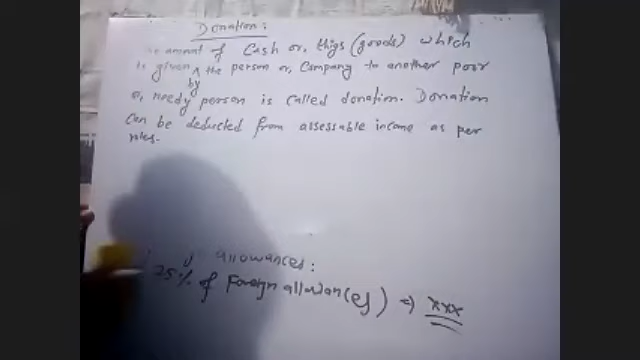 Donation:
amount of Cash or, thigs (goods) which
is given by the person or, Company to another poor
or, needy person is called donation. Donation
Can be deducted from assessable income as per
rules.
allowances:
25% of Foreign allowances) => xxx